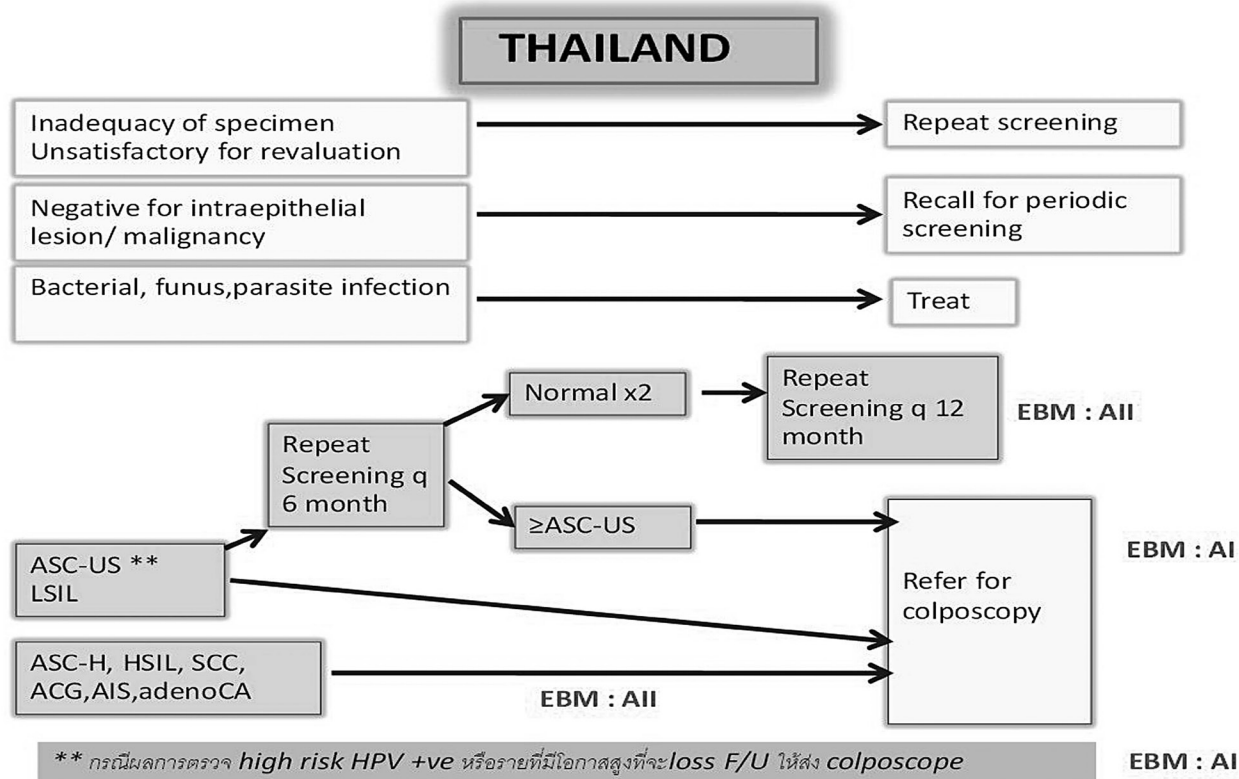 THAILAND
Inadequacy of specimen
Unsatisfactory for revaluation
Repeat screening
Negative for intraepithelial
lesion/ malignancy
Recall for periodic
screening
Bacterial, funus,parasite infection
Treat
Normal x2
Repeat
Screening q 12
month
EBM : AII
Repeat
Screening q
6 month
≥ASC-US
EBM : AI
ASC-US **
LSIL
Refer for
colposcopy
ASC-H, HSIL, SCC,
ACG,AIS,adenoCA
EBM : AII
** กรณีผลการตรวจ high risk HPV +ve หรือรายที่มีโอกาสสูงที่จะloss F/U ให้ส่ง colposcope
EBM : AI